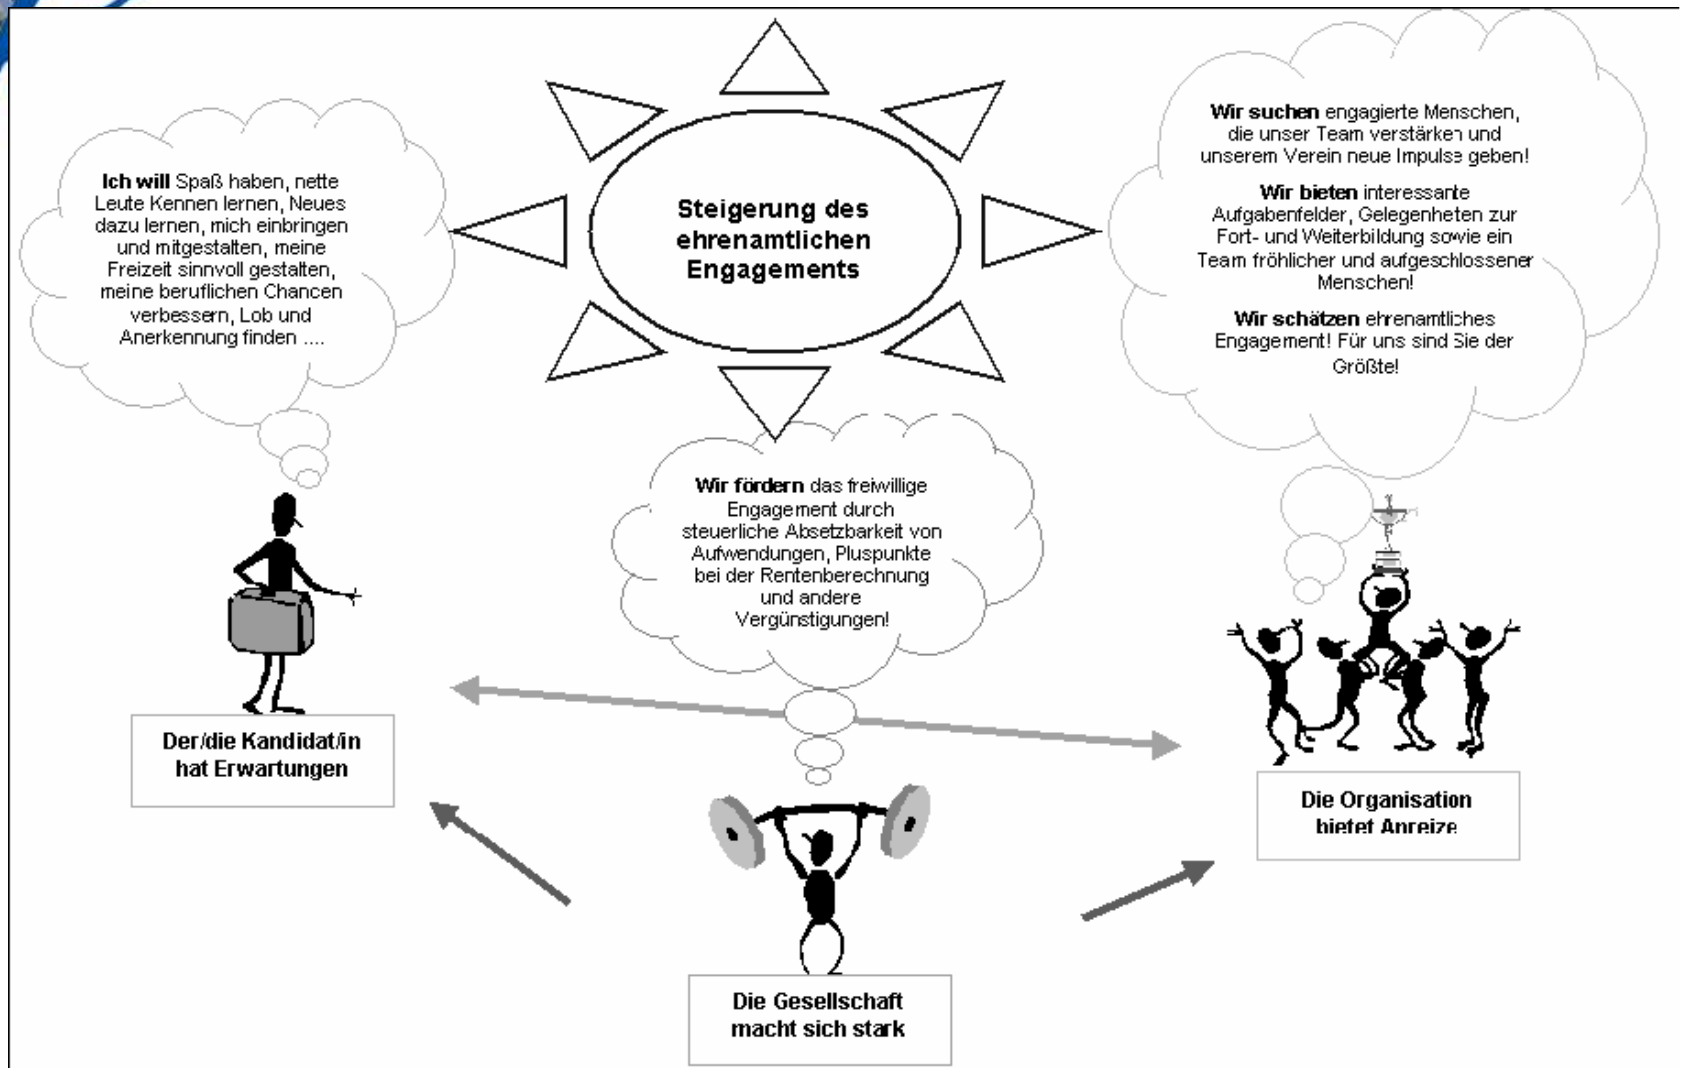 Steigerung des
ehrenamtlichen
Engagements
Ich will Spaß haben, nette
Leute Kennen lernen, Neues
dazu lernen, mich einbringen
und mitgestalten, meine
Freizeit sinnvoll gestalten,
meine beruflichen Chancen
verbessern, Lob und
Anerkennung finden ....
Wir suchen engagierte Menschen,
die unser Team verstärken und
unserem Verein neue Impulse geben!
Wir bieten interessante
Aufgabenfelder, Gelegenheten zur
Fort- und Weiterbildung sowie ein
Team fröhlicher und aufgeschlossener
Menschen!
Wir schätzen ehrenamtliches
Engagement! Für uns sind Sie der
Größte!
Wir fördern das freiwillige
Engagement durch
steuerliche Absetzbarkeit von
Aufwendungen, Pluspunkte
bei der Rentenberechnung
und andere
Vergünstigungen!
Der/die Kandidat/in
hat Erwartungen
Die Organisation
bietet Anreize
Die Gesellschaft
macht sich stark